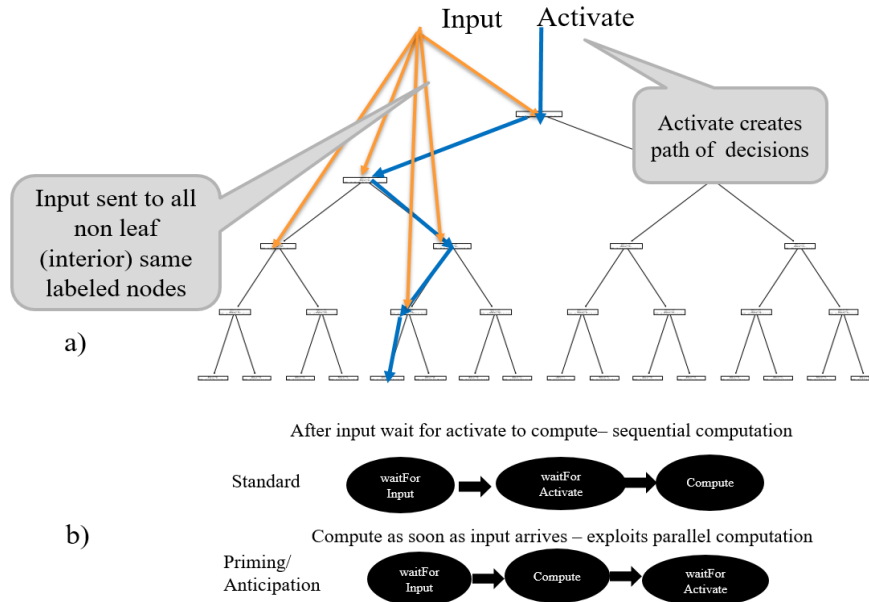 Input Activate
Activate creates
path of decisions
Input sent to all
non leaf
(interior) same
labeled nodes
a)
After input wait for activate to compute– sequential computation
Standard
waitFor
Input
waitFor
Activate
Compute
b)
Compute as soon as input arrives – exploits parallel computation
Priming/
Anticipation
waitFor
Input
Compute
waitFor
Activate